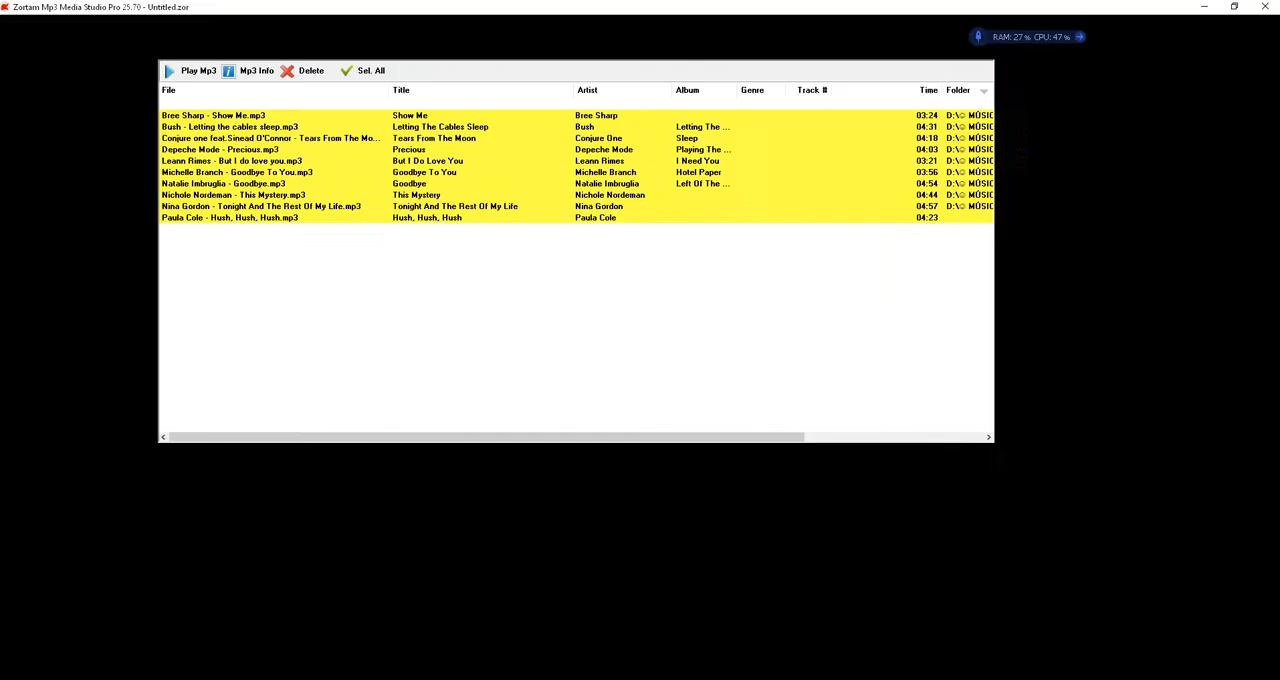 Zortam Mp3 Media Studio Pro 25.70 - Untitled.zor
RAM: 27 % CPU: 47 %
Play Mp3 Mp3 Info Delete Sel. All
File Title Artist Album Genre Track # Time Folder
Bree Sharp - Show Me.mp3 Show Me Bree Sharp 03:24 D:\☺ MÚSIC
Bush - Letting the cables sleep.mp3 Letting The Cables Sleep Bush Letting The ... 04:31 D:\☺ MÚSIC
Conjure one feat.Sinead O'Connor - Tears From The Mo... Tears From The Moon Conjure One Sleep 04:18 D:\☺ MÚSIC
Depeche Mode - Precious.mp3 Precious Depeche Mode Playing The ... 04:03 D:\☺ MÚSIC
Leann Rimes - But I do love you.mp3 But I Do Love You Leann Rimes I Need You 03:21 D:\☺ MÚSIC
Michelle Branch - Goodbye To You.mp3 Goodbye To You Michelle Branch Hotel Paper 03:56 D:\☺ MÚSIC
Natalie Imbruglia - Goodbye.mp3 Goodbye Natalie Imbruglia Left Of The ... 04:54 D:\☺ MÚSIC
Nichole Nordeman - This Mystery.mp3 This Mystery Nichole Nordeman 04:44 D:\☺ MÚSIC
Nina Gordon - Tonight And The Rest Of My Life.mp3 Tonight And The Rest Of My Life Nina Gordon 04:57 D:\☺ MÚSIC
Paula Cole - Hush, Hush, Hush.mp3 Hush, Hush, Hush Paula Cole 04:23